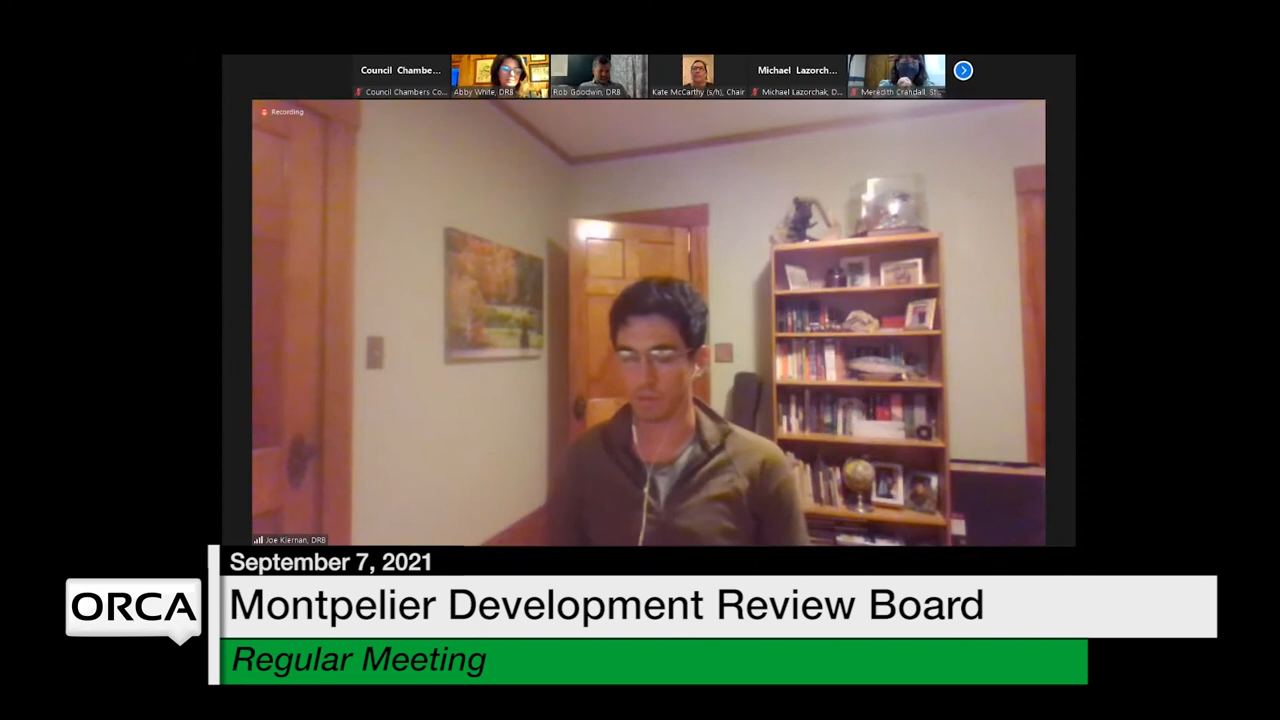 Council Chambe...
Michael Lazorch...
Council Chambers Co...
Abby White, DRB
Rob Goodwin, DRB
Kate McCarthy (s/h), Chair
Michael Lazorchak, D...
Meredith Crandall, St...
Recording
Joe Kiernan, DRB
September 7, 2021
ORCA
Montpelier Development Review Board
Regular Meeting